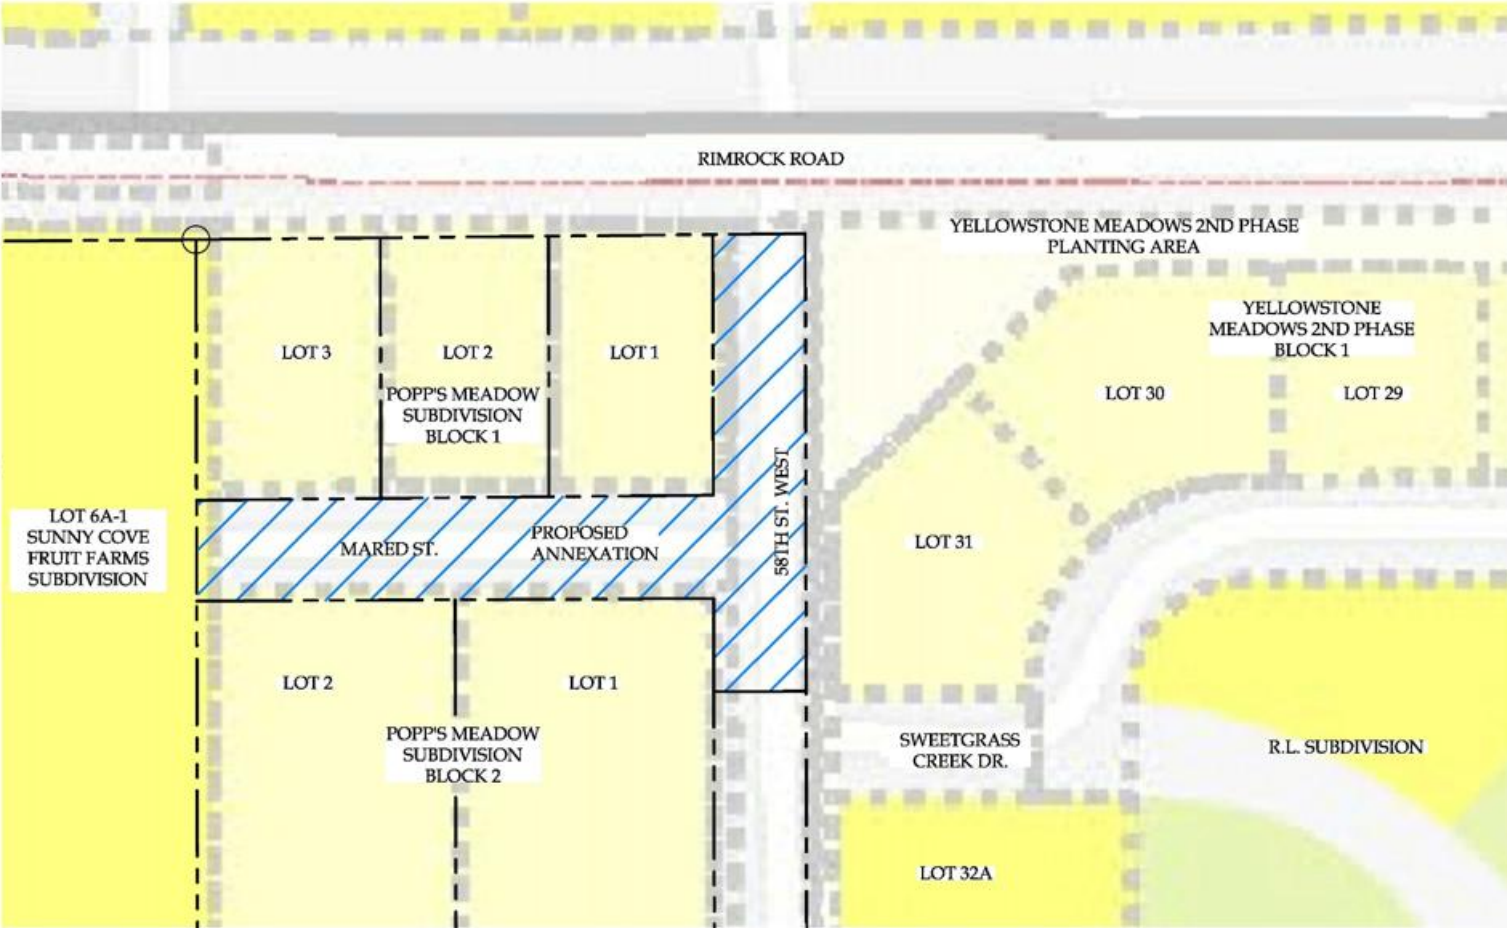 RIMROCK ROAD
YELLOWSTONE MEADOWS 2ND PHASE
PLANTING AREA
YELLOWSTONE
MEADOWS 2ND PHASE
BLOCK 1
LOT 3
LOT 2
LOT 1
POPP'S MEADOW
SUBDIVISION
BLOCK 1
LOT 30
LOT 29
58TH ST. WEST
LOT 6A-1
SUNNY COVE
FRUIT FARMS
SUBDIVISION
MARED ST.
PROPOSED
ANNEXATION
LOT 31
LOT 2
LOT 1
POPP'S MEADOW
SUBDIVISION
BLOCK 2
SWEETGRASS
CREEK DR.
R.L. SUBDIVISION
LOT 32A